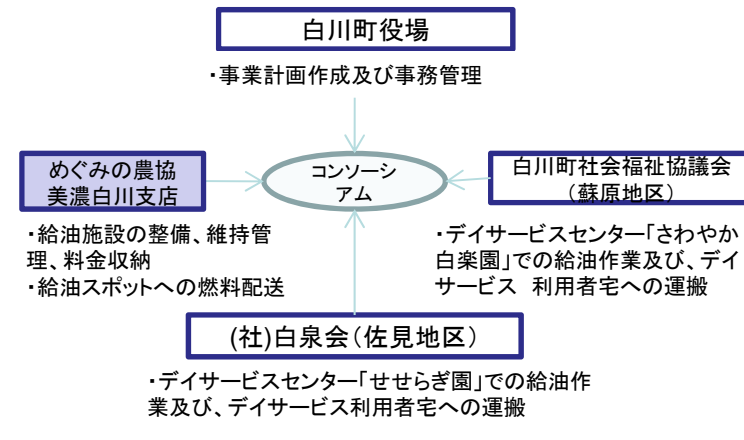 白川町役場
・事業計画作成及び事務管理
めぐみの農協
美濃白川支店
コンソーシ
アム
白川町社会福祉協議会
（蘇原地区）
・給油施設の整備、維持管
理、料金収納
・給油スポットへの燃料配送
・デイサービスセンター「さわやか
白楽園」での給油作業及び、デイ
サービス　利用者宅への運搬
(社)白泉会（佐見地区）
・デイサービスセンター「せせらぎ園」での給油作
業及び、デイサービス利用者宅への運搬